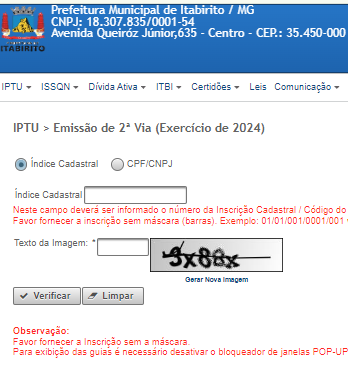 ITABIRITO
Prefeitura Municipal de Itabirito / MG
CNPJ: 18.307.835/0001-54
Avenida Queiróz Júnior,635 - Centro - CEP.: 35.450-000
IPTU ISSQN Dívida Ativa ITBI Certidões Leis Comunicação
IPTU > Emissão de 2ª Via (Exercício de 2024)
Índice Cadastral CPF/CNPJ
Índice Cadastral
Neste campo deverá ser informado o número da Inscrição Cadastral / Código do
Favor fornecer a inscrição sem máscara (barras). Exemplo: 01/01/001/0001/001
Texto da Imagem: *
Gerar Nova Imagem
Verificar Limpar
Observação:
Favor fornecer a Inscrição sem a máscara.
Para exibição das guias é necessário desativar o bloqueador de janelas POP-UP